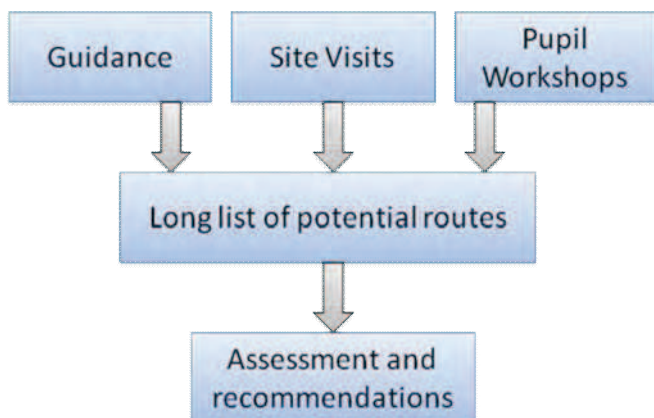 Guidance
Site Visits
Pupil
Workshops
Long list of potential routes
Assessment and
recommendations